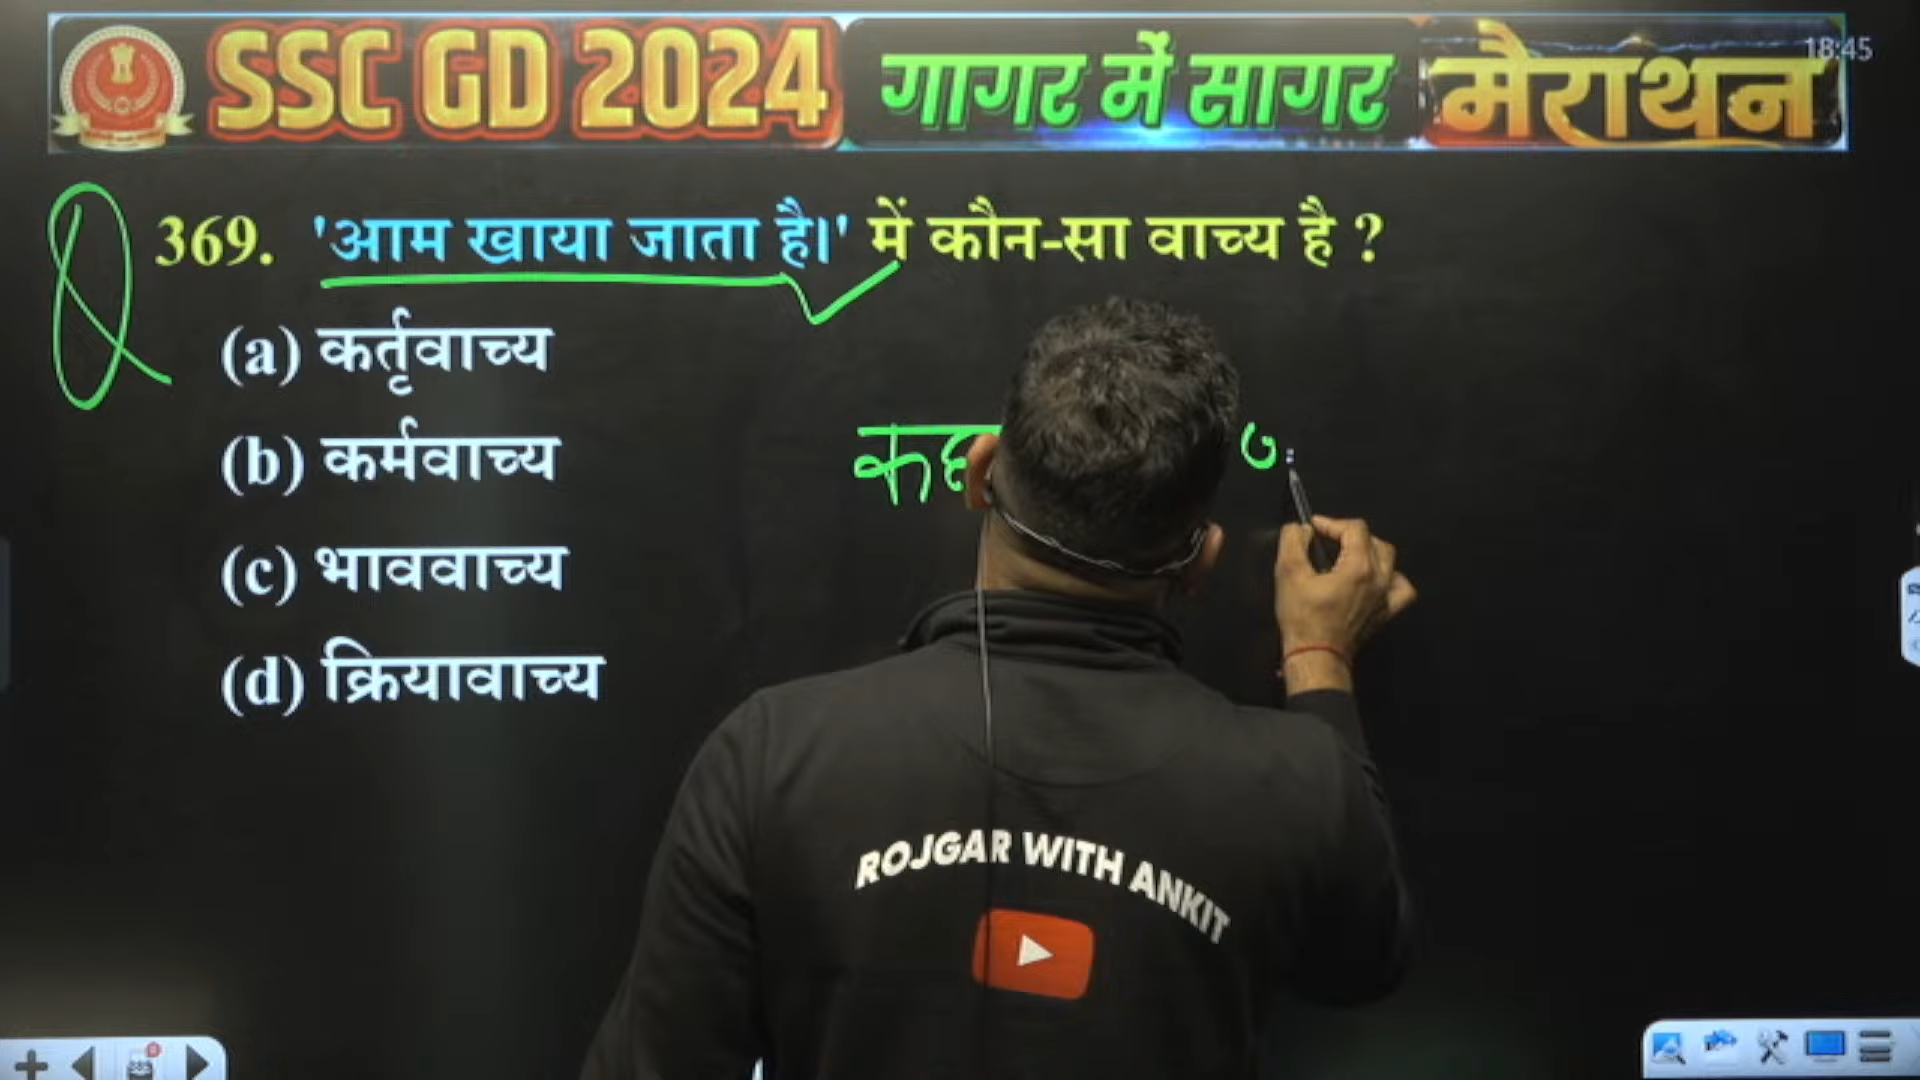 SSC GD 2024 गागर में सागर मैराथन
18:45
369. 'आम खाया जाता है।' में कौन-सा वाच्य है ?
(a) कर्तृवाच्य
(b) कर्मवाच्य
(c) भाववाच्य
(d) क्रियावाच्य
ROJGAR WITH ANKIT